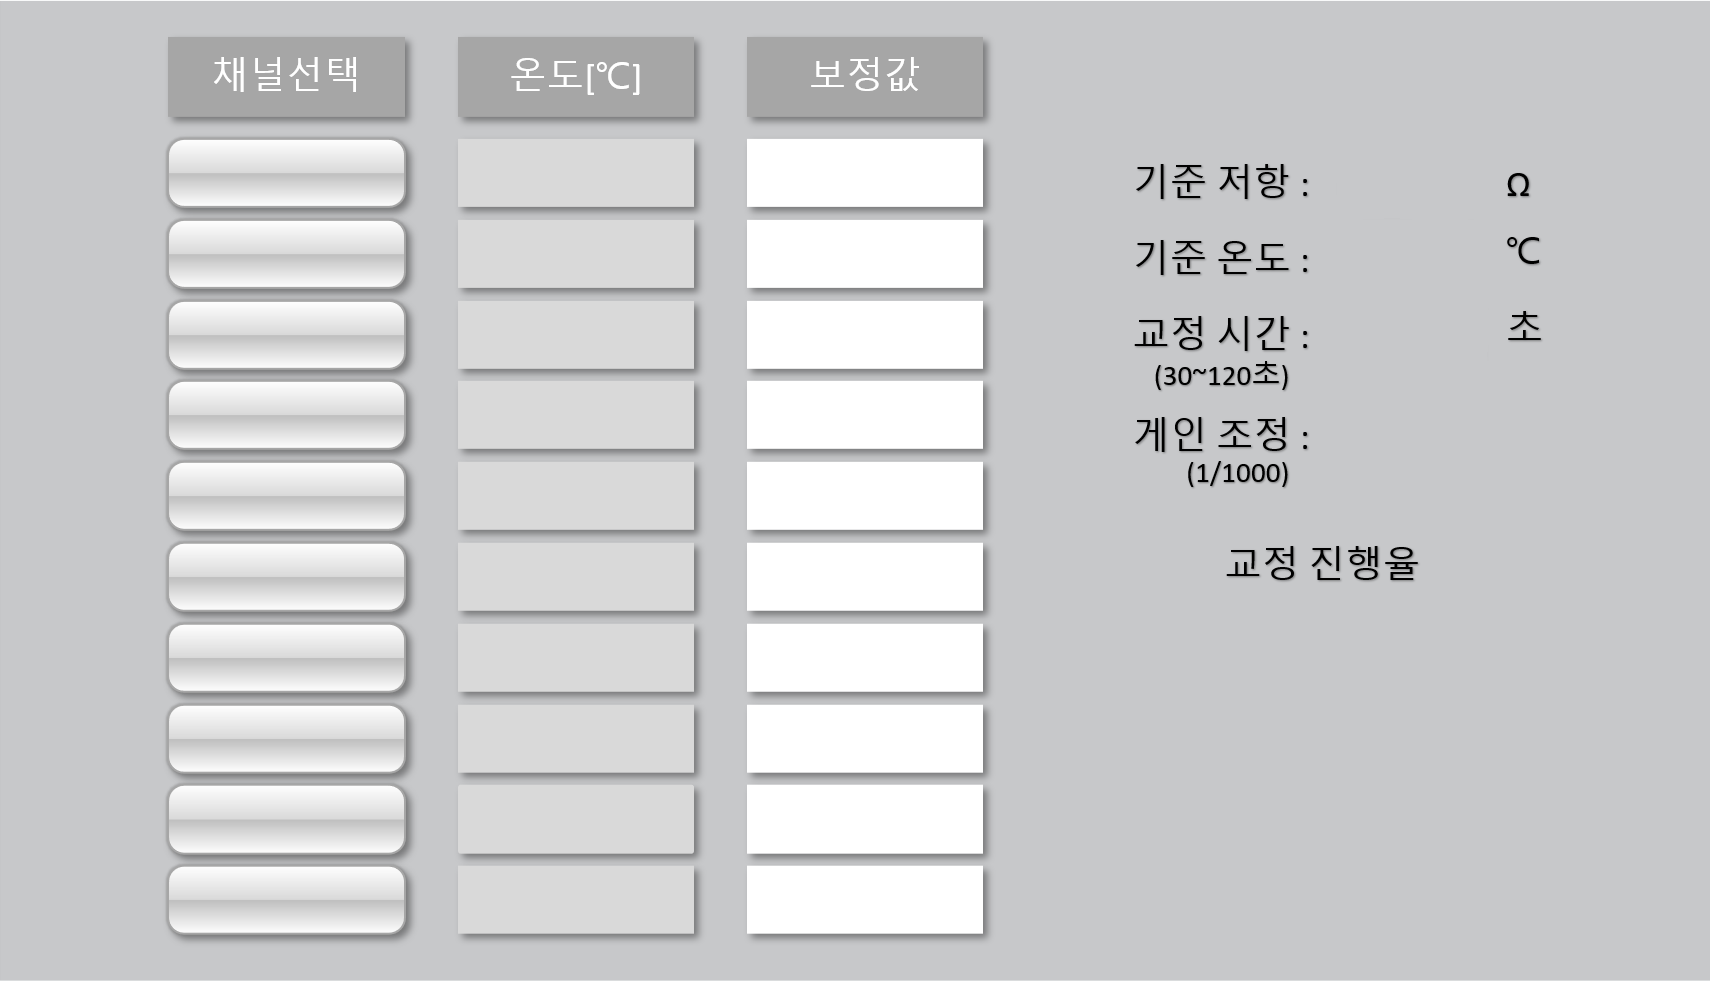 채널선택
온도[℃]
보정값
기준 저항 : Ω
기준 온도 : ℃
교정 시간 : 초
(30~120초)
게인 조정 :
(1/1000)
교정 진행율